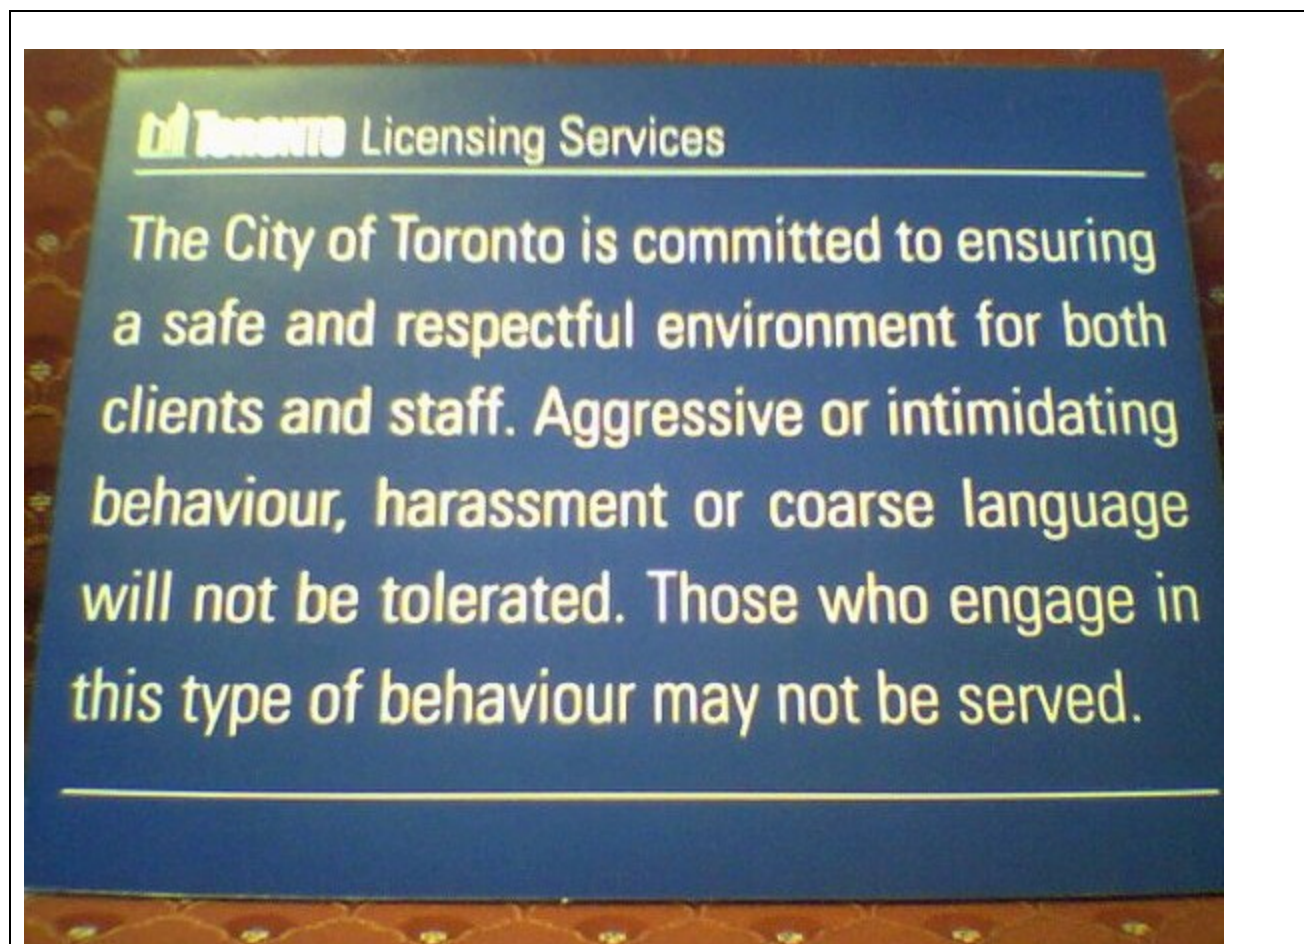 TORONTO Licensing Services
The City of Toronto is committed to ensuring
a safe and respectful environment for both
clients and staff. Aggressive or intimidating
behaviour, harassment or coarse language
will not be tolerated. Those who engage in
this type of behaviour may not be served.